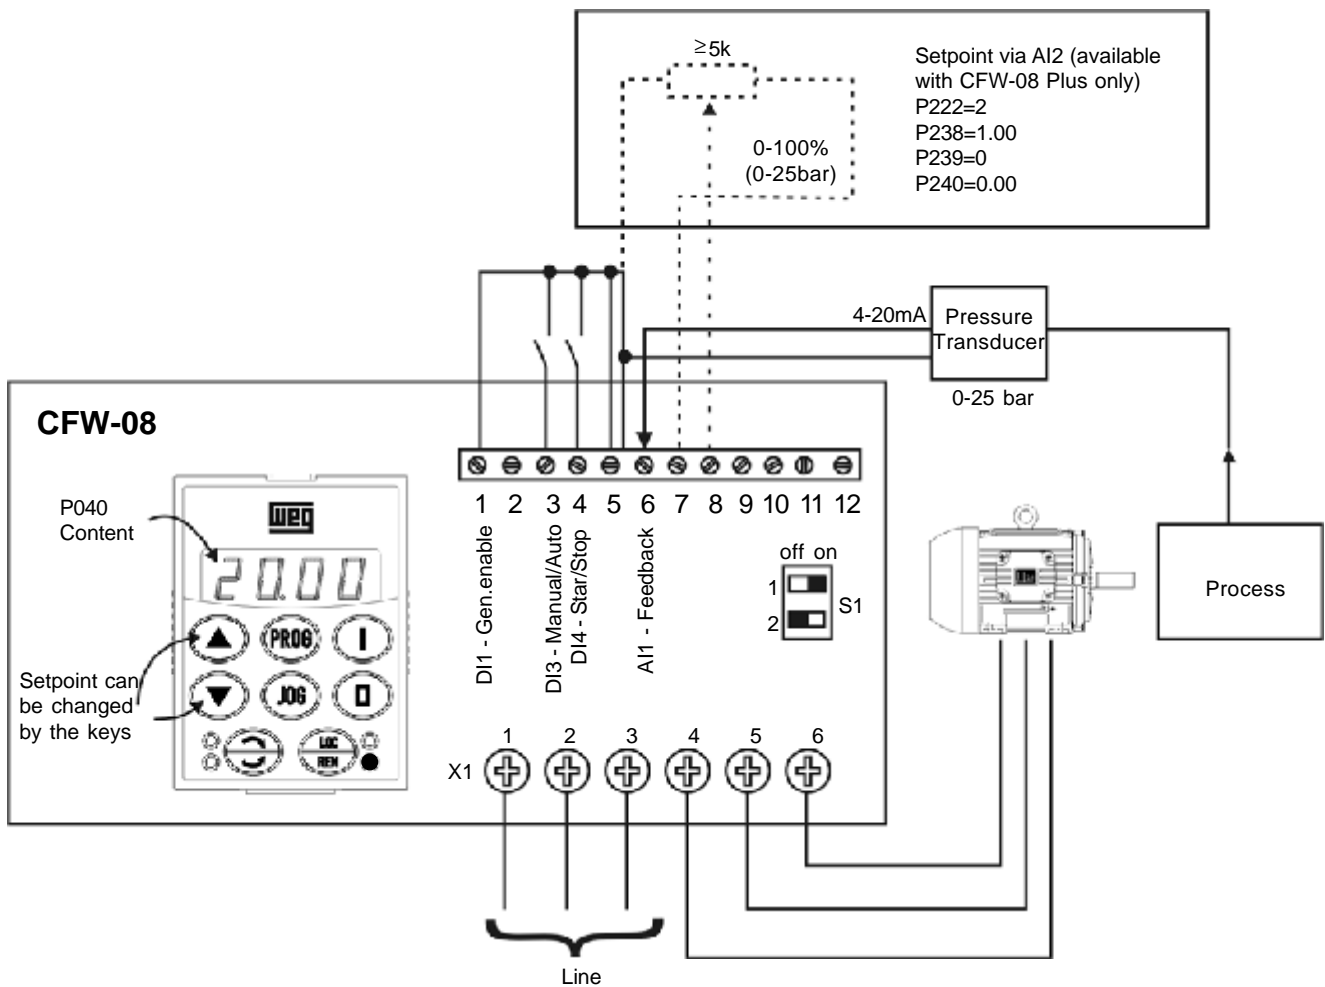 ≥5k
Setpoint via AI2 (available
with CFW-08 Plus only)
P222=2
P238=1.00
P239=0
P240=0.00
0-100%
(0-25bar)
4-20mA
Pressure
Transducer
0-25 bar
CFW-08
P040
Content
WEG
20.00
PROG
I
JOG
0
LOC
REM
Setpoint can
be changed
by the keys
1 2 3 4 5 6 7 8 9 10 11 12
DI1 - Gen.enable
DI3 - Manual/Auto
DI4 - Star/Stop
AI1 - Feedback
off on
1
2
S1
Process
X1
1 2 3 4 5 6
Line